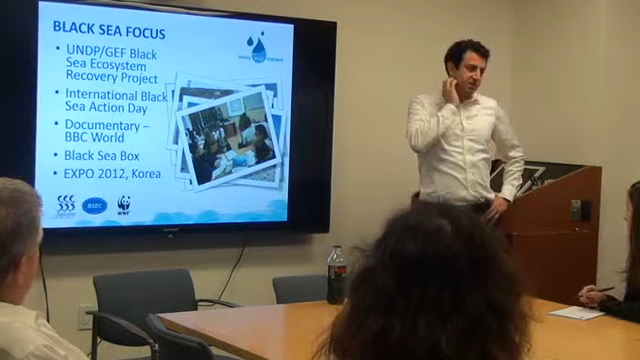 BLACK SEA FOCUS
• UNDP/GEF Black
Sea Ecosystem
Recovery Project
• International Black
Sea Action Day
• Documentary –
BBC World
• Black Sea Box
• EXPO 2012, Korea
BSEC
WWF